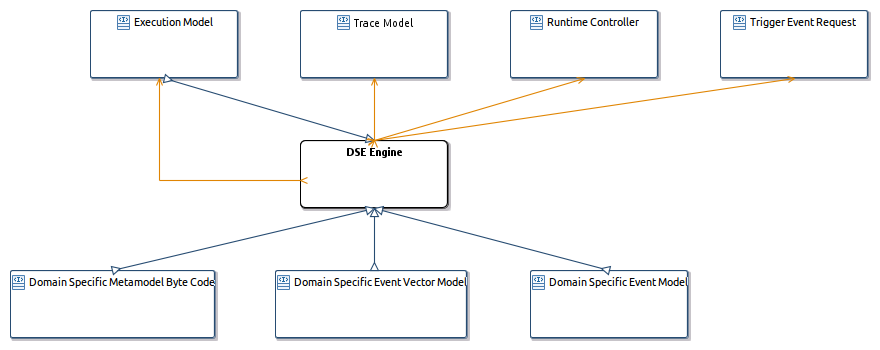 Execution Model
Trace Model
Runtime Controller
Trigger Event Request
DSE Engine
Domain Specific Metamodel Byte Code
Domain Specific Event Vector Model
Domain Specific Event Model